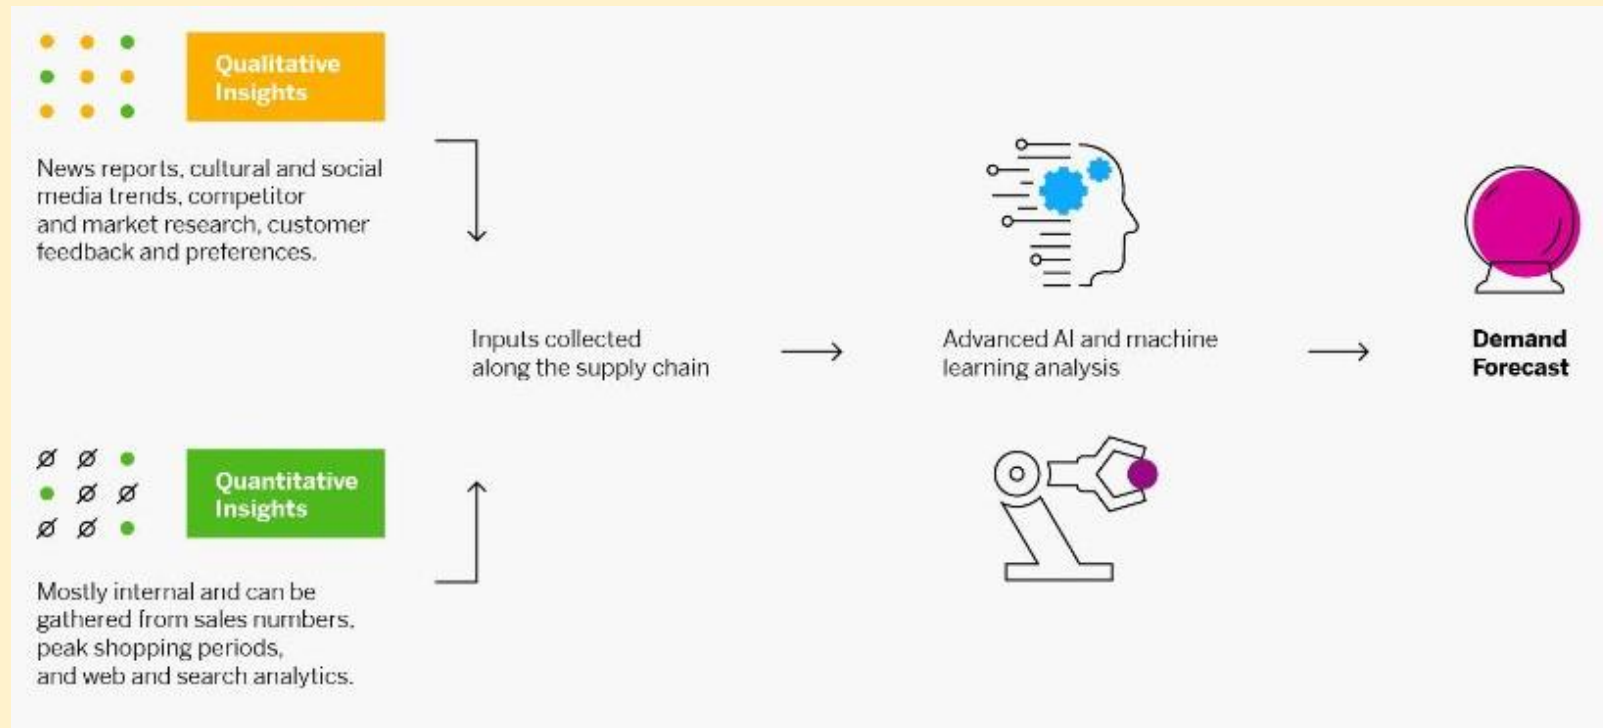 Qualitative
Insights
News reports, cultural and social
media trends, competitor
and market research, customer
feedback and preferences.
Inputs collected
along the supply chain
Advanced AI and machine
learning analysis
Demand
Forecast
Quantitative
Insights
Mostly internal and can be
gathered from sales numbers,
peak shopping periods,
and web and search analytics.